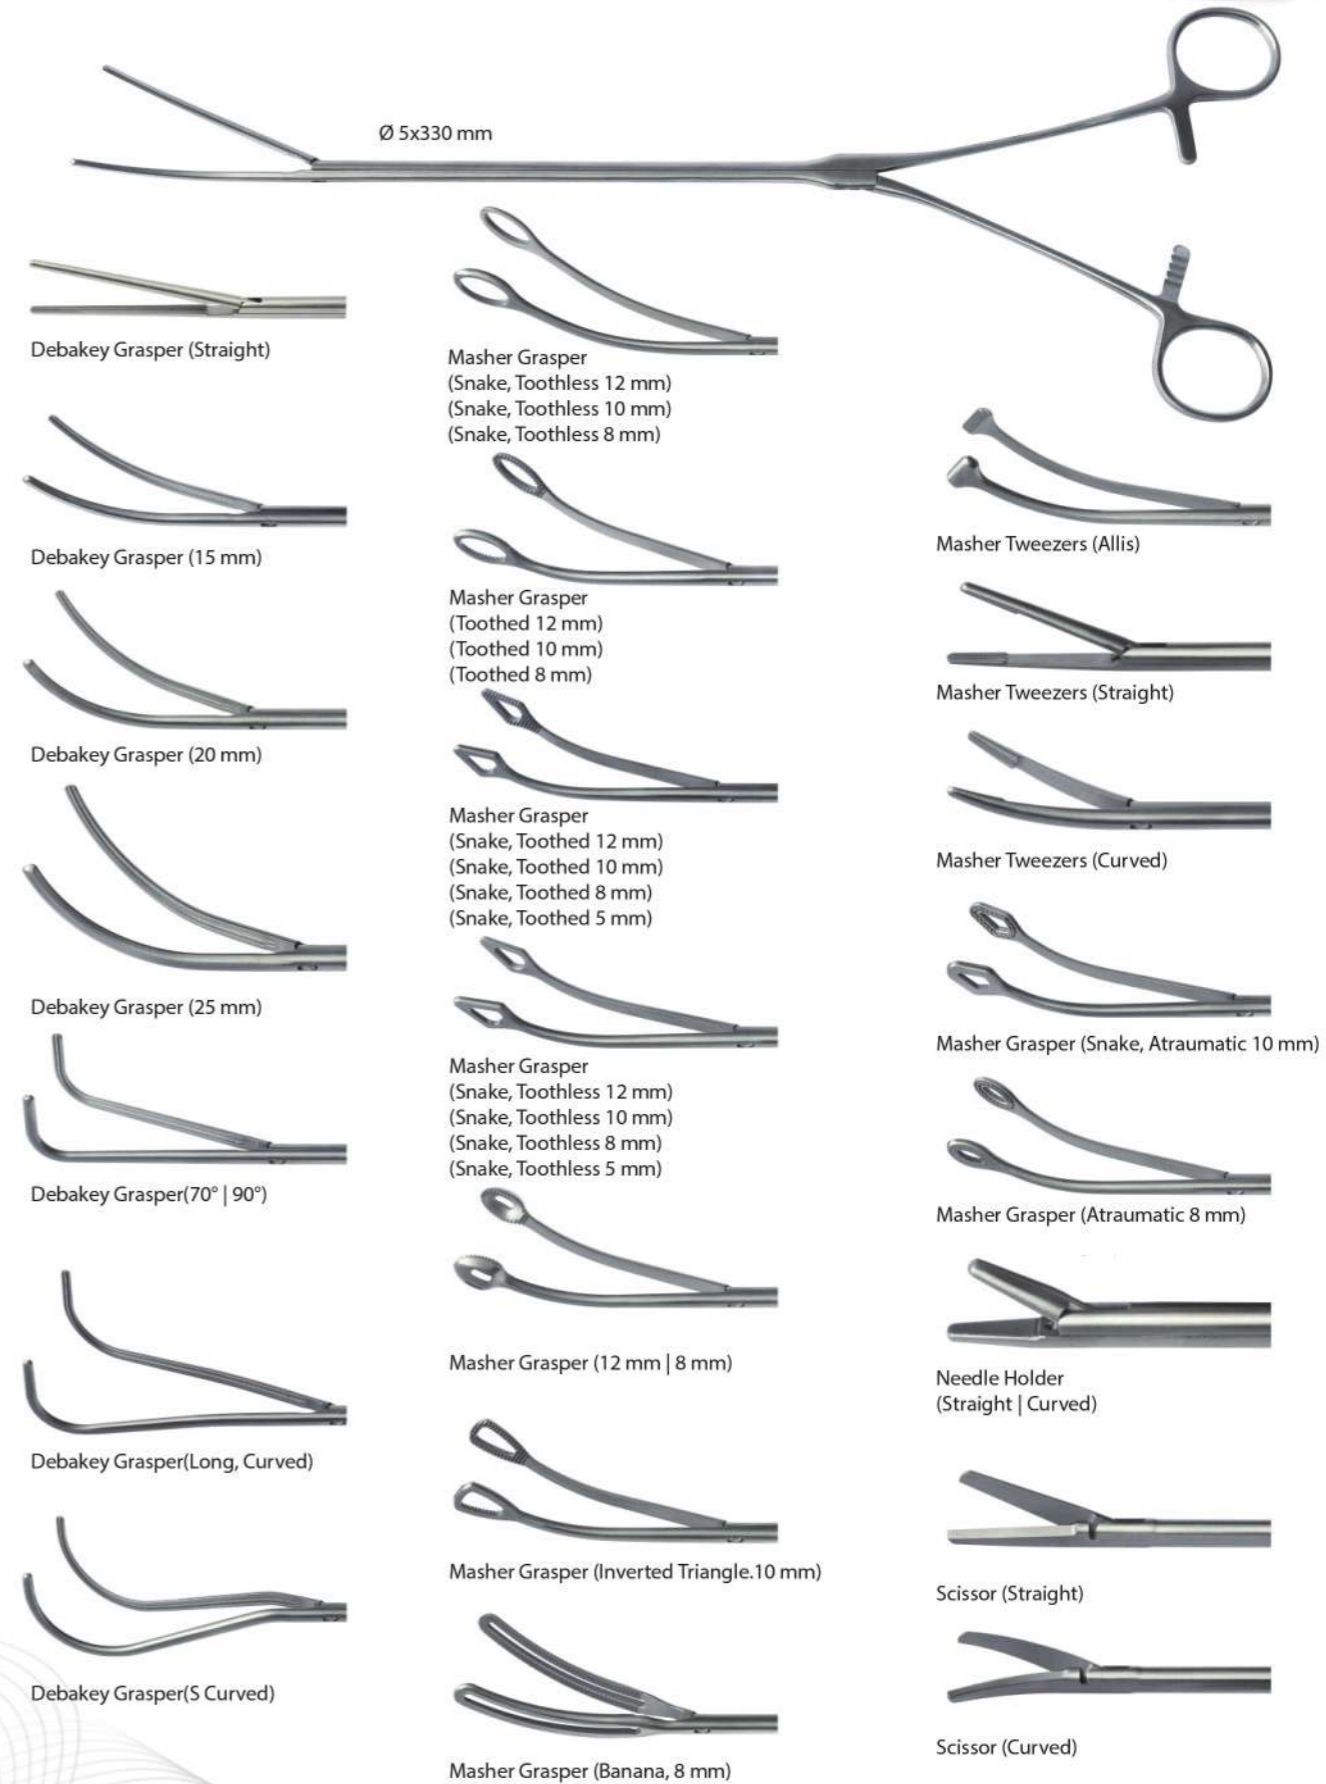 Ø 5x330 mm
Debakey Grasper (Straight)
Debakey Grasper (15 mm)
Debakey Grasper (20 mm)
Debakey Grasper (25 mm)
Debakey Grasper(70° | 90°)
Debakey Grasper(Long, Curved)
Debakey Grasper(S Curved)
Masher Grasper
(Snake, Toothless 12 mm)
(Snake, Toothless 10 mm)
(Snake, Toothless 8 mm)
Masher Grasper
(Toothed 12 mm)
(Toothed 10 mm)
(Toothed 8 mm)
Masher Grasper
(Snake, Toothed 12 mm)
(Snake, Toothed 10 mm)
(Snake, Toothed 8 mm)
(Snake, Toothed 5 mm)
Masher Grasper
(Snake, Toothless 12 mm)
(Snake, Toothless 10 mm)
(Snake, Toothless 8 mm)
(Snake, Toothless 5 mm)
Masher Grasper (12 mm | 8 mm)
Masher Grasper (Inverted Triangle.10 mm)
Masher Grasper (Banana, 8 mm)
Masher Tweezers (Allis)
Masher Tweezers (Straight)
Masher Tweezers (Curved)
Masher Grasper (Snake, Atraumatic 10 mm)
Masher Grasper (Atraumatic 8 mm)
Needle Holder
(Straight | Curved)
Scissor (Straight)
Scissor (Curved)